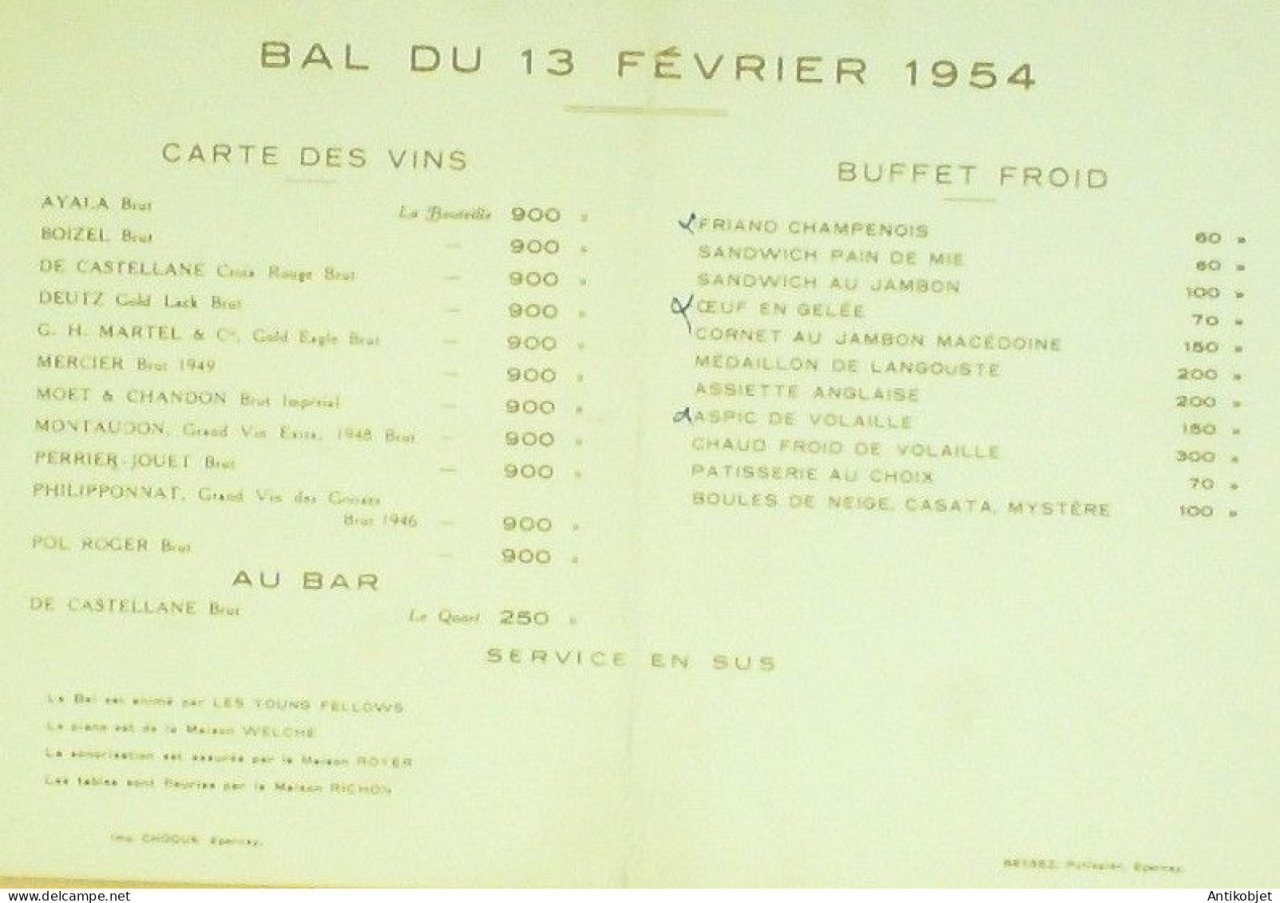 BAL DU 13 FÉVRIER 1954
CARTE DES VINS
AYALA Brut La Bouteille 900 »
BOIZEL Brut — 900 »
DE CASTELLANE Croix Rouge Brut — 900 »
DEUTZ Gold Lack Brut — 900 »
G. H. MARTEL & Cº, Gold Eagle Brut — 900 »
MERCIER Brut 1949 — 900 »
MOET & CHANDON Brut Impérial — 900 »
MONTAUDON, Grand Vin Extra, 1948 Brut — 900 »
PERRIER-JOUET Brut — 900 »
PHILIPPONNAT, Grand Vin des Goisses
Brut 1946 — 900 »
POL ROGER Brut — 900 »
AU BAR
DE CASTELLANE Brut Le Quart 250 »
BUFFET FROID
FRIAND CHAMPENOIS 60 »
SANDWICH PAIN DE MIE 60 »
SANDWICH AU JAMBON 100 »
ŒUF EN GELÉE 70 »
CORNET AU JAMBON MACÉDOINE 150 »
MÉDAILLON DE LANGOUSTE 200 »
ASSIETTE ANGLAISE 200 »
ASPIC DE VOLAILLE 150 »
CHAUD FROID DE VOLAILLE 300 »
PATISSERIE AU CHOIX 70 »
BOULES DE NEIGE, CASATA, MYSTÈRE 100 »
SERVICE EN SUS
Le Bal est animé par LES YOUNG FELLOWS
Le piano est de la Maison WELCHE
La sonorisation est assurée par la Maison ROYER
Les tables sont fleuries par la Maison RICHON
Imp. Epernay.
Pâtissier, Epernay.
www.delcampe.net
Antikobjet